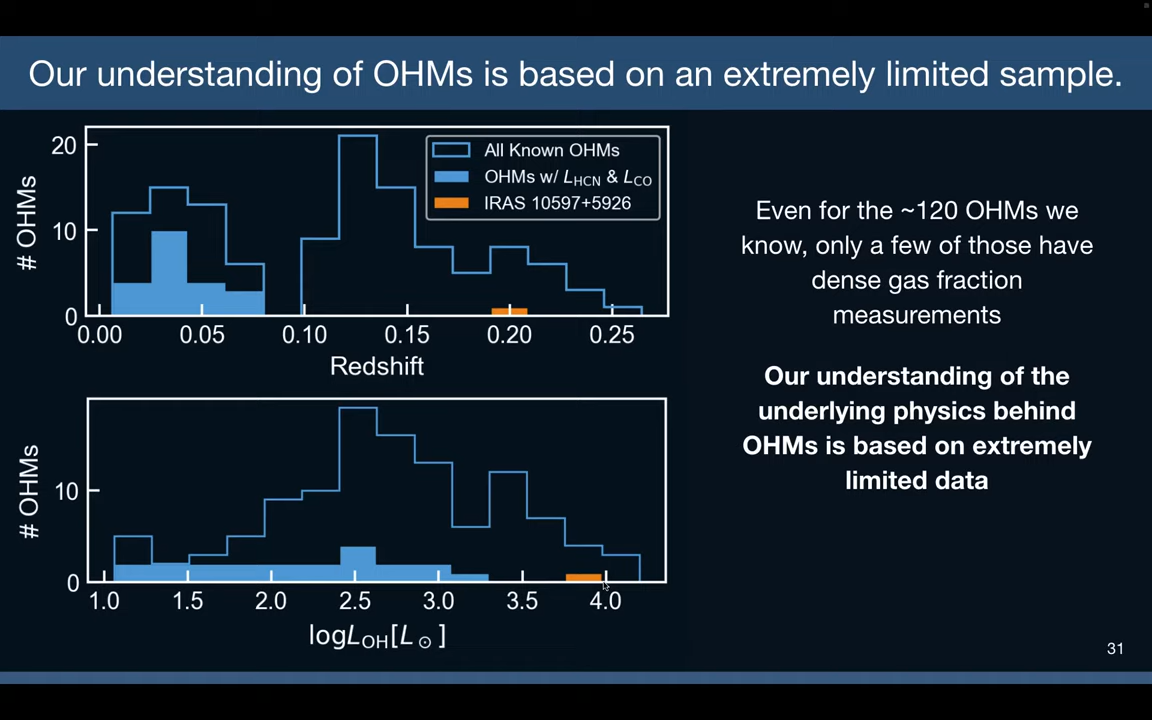 Our understanding of OHMs is based on an extremely limited sample.
20
10
0
# OHMs
All Known OHMs
OHMs w/ L_HCN & L_CO
IRAS 10597+5926
0.00 0.05 0.10 0.15 0.20 0.25
Redshift
10
0
# OHMs
1.0 1.5 2.0 2.5 3.0 3.5 4.0
logL_OH[L_⊙]
Even for the ~120 OHMs we
know, only a few of those have
dense gas fraction
measurements
Our understanding of the
underlying physics behind
OHMs is based on extremely
limited data
31